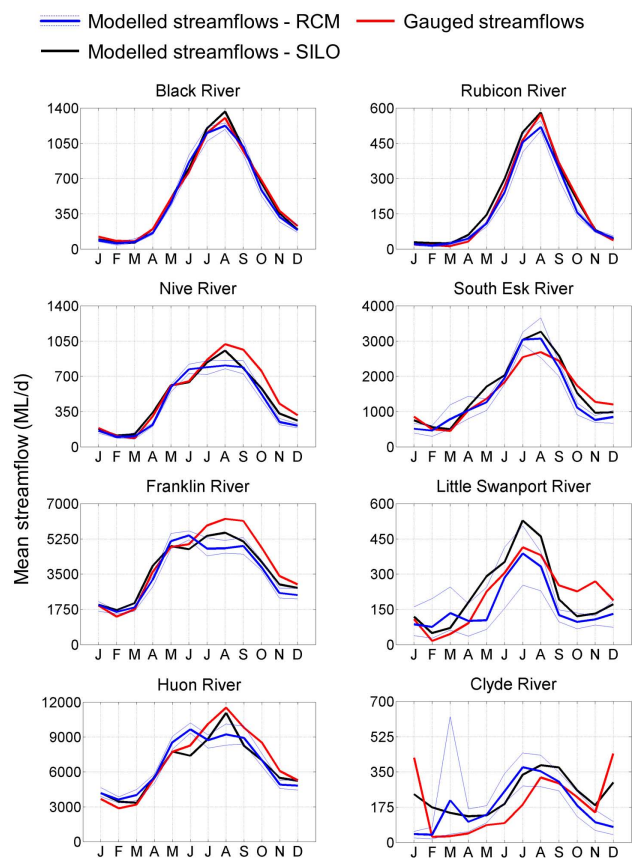 Modelled streamflows - RCM
Gauged streamflows
Modelled streamflows - SILO
Mean streamflow (ML/d)
Black River
1400
1050
700
350
0
J F M A M J J A S O N D
Rubicon River
600
450
300
150
0
J F M A M J J A S O N D
Nive River
1400
1050
700
350
0
J F M A M J J A S O N D
South Esk River
4000
3000
2000
1000
0
J F M A M J J A S O N D
Franklin River
7000
5250
3500
1750
0
J F M A M J J A S O N D
Little Swanport River
600
450
300
150
0
J F M A M J J A S O N D
Huon River
12000
9000
6000
3000
0
J F M A M J J A S O N D
Clyde River
700
525
350
175
0
J F M A M J J A S O N D